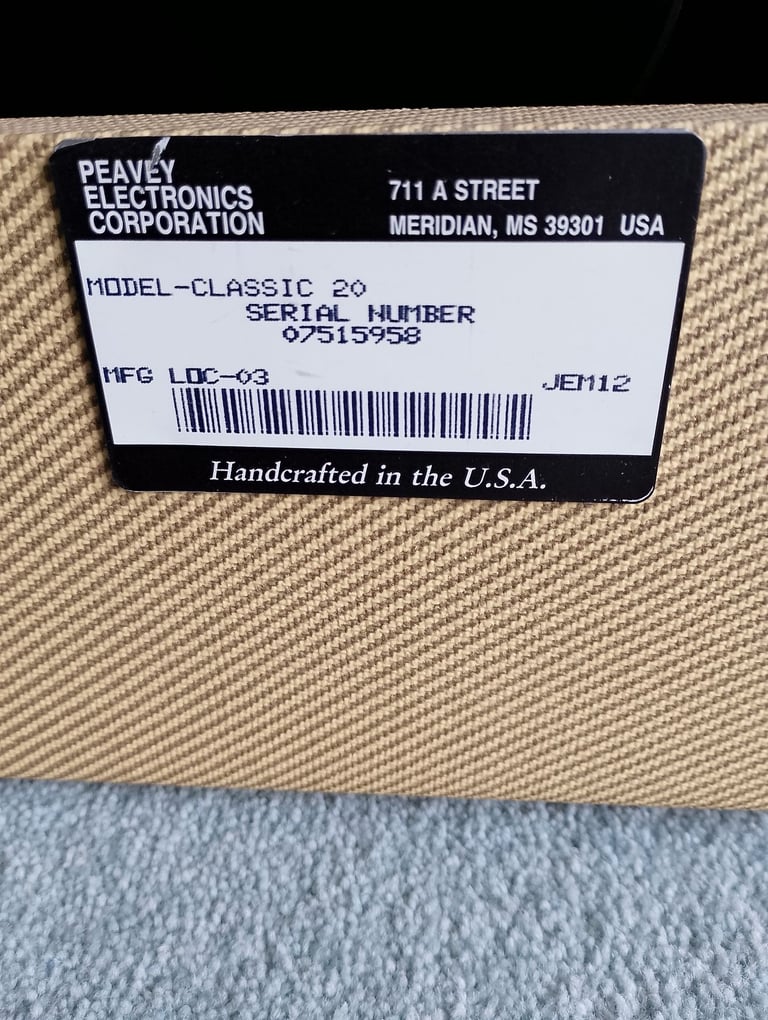 PEAVEY
ELECTRONICS
CORPORATION
711 A STREET
MERIDIAN, MS 39301 USA
MODEL-CLASSIC 20
SERIAL NUMBER
07515958
MFG LOC-03
JEM12
Handcrafted in the U.S.A.